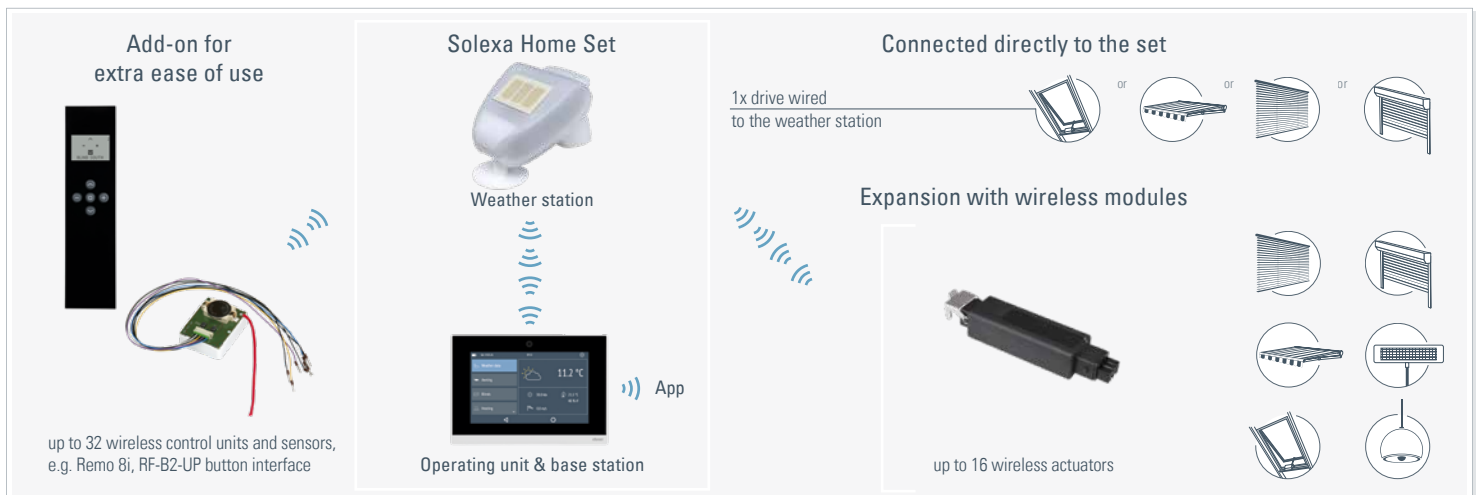 Add-on for
extra ease of use
up to 32 wireless control units and sensors,
e.g. Remo 8i, RF-B2-UP button interface
Solexa Home Set
Weather station
11.2 °C
App
Operating unit & base station
Connected directly to the set
1x drive wired
to the weather station
or
or
or
Expansion with wireless modules
up to 16 wireless actuators